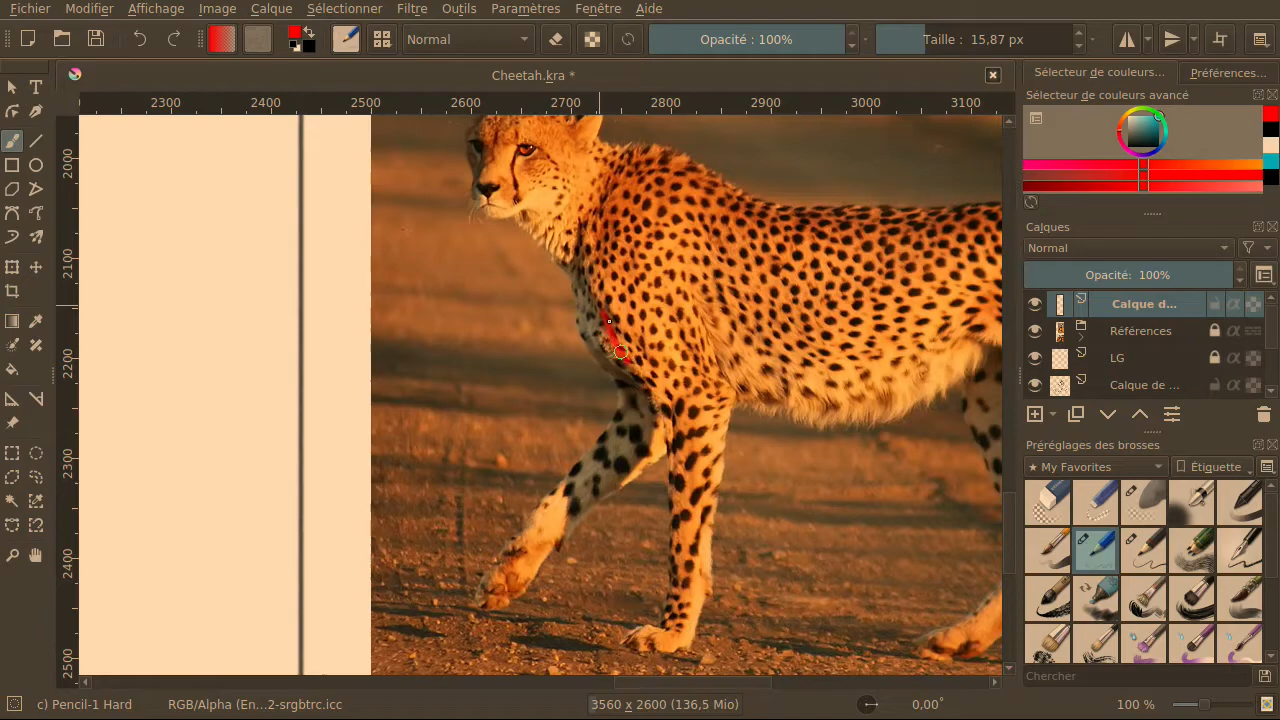 Fichier Modifier Affichage Image Calque Sélectionner Filtre Outils Paramètres Fenêtre Aide
Normal Opacité : 100% Taille : 15,87 px
Cheetah.kra *
Sélecteur de couleurs... Préférences...
Sélecteur de couleurs avancé
2300 2400 2500 2600 2700 2800 2900 3000 3100
2000
2100
2200
2300
2400
2500
Calques
Normal
Opacité: 100%
Calque d...
Références
LG
Calque de ...
Préréglages des brosses
★ My Favorites Étiquette
Chercher
c) Pencil-1 Hard RGB/Alpha (En...2-srgbtrc.icc 3560 x 2600 (136,5 Mio) 0,00° 100 %